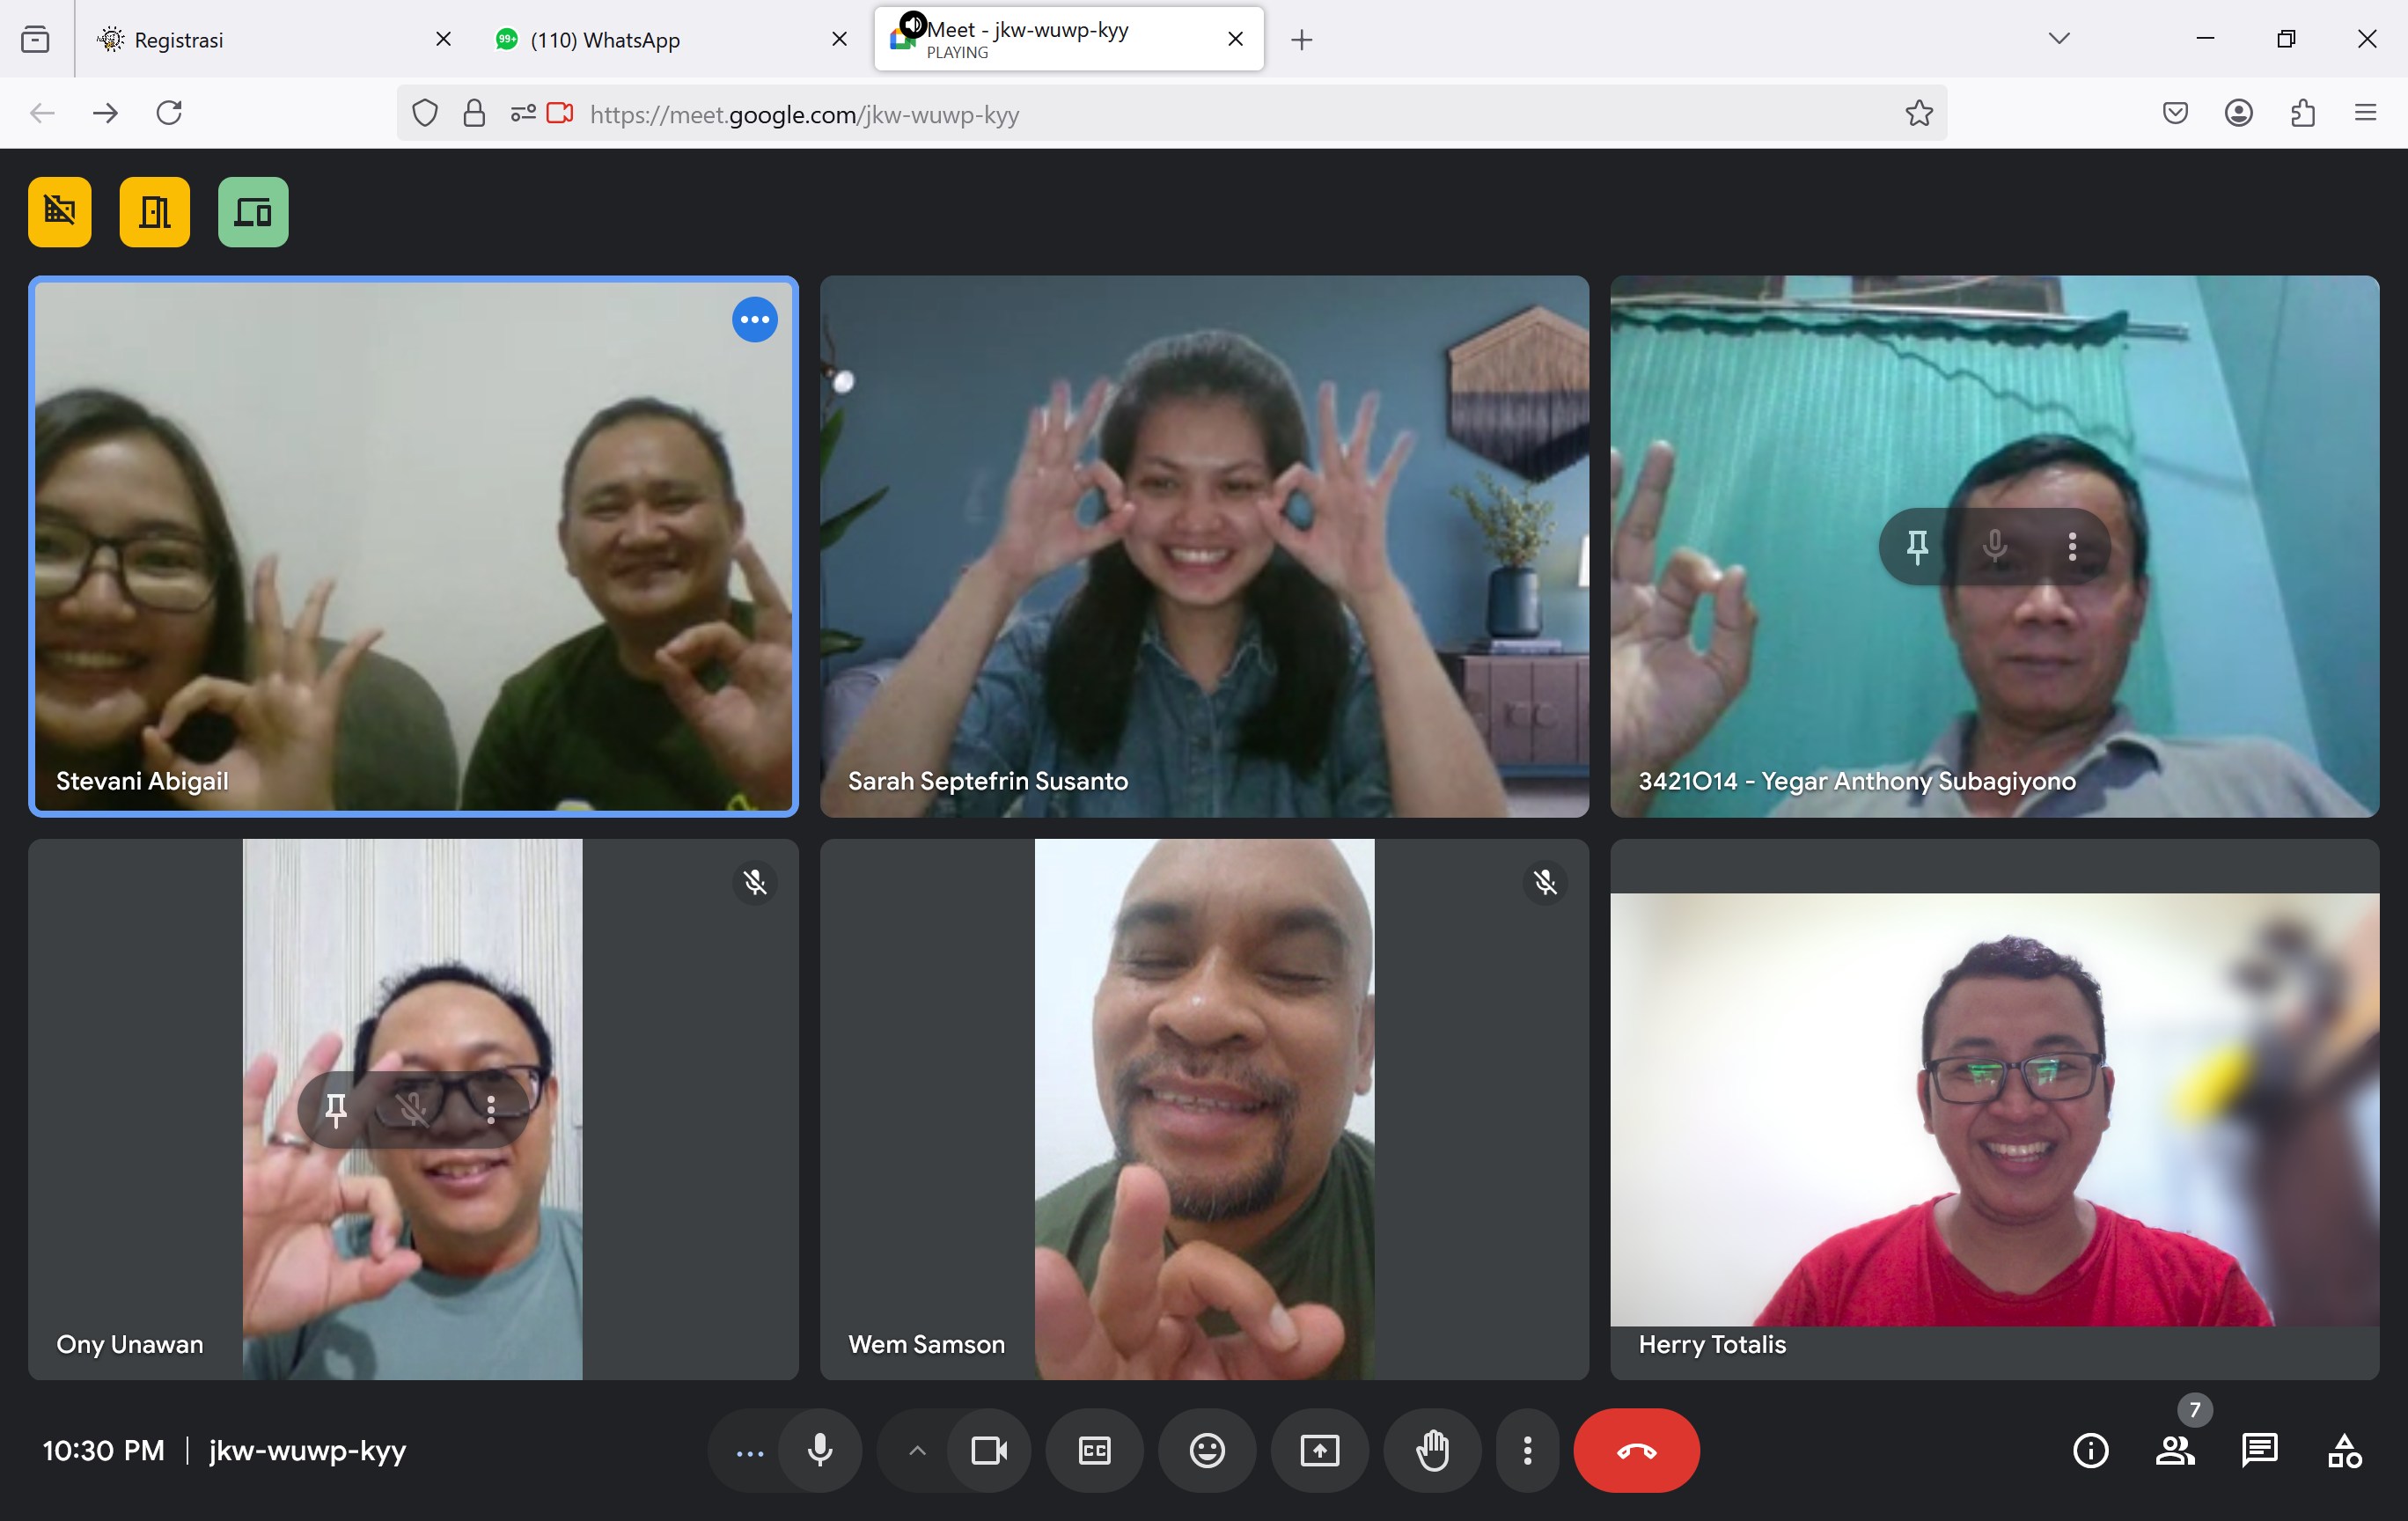 Registrasi
99+
(110) WhatsApp
Meet - jkw-wuwp-kyy
PLAYING
https://meet.google.com/jkw-wuwp-kyy
Stevani Abigail
Sarah Septefrin Susanto
3421014 - Yegar Anthony Subagiyono
Ony Unawan
Wem Samson
Herry Totalis
10:30 PM | jkw-wuwp-kyy
CC
7